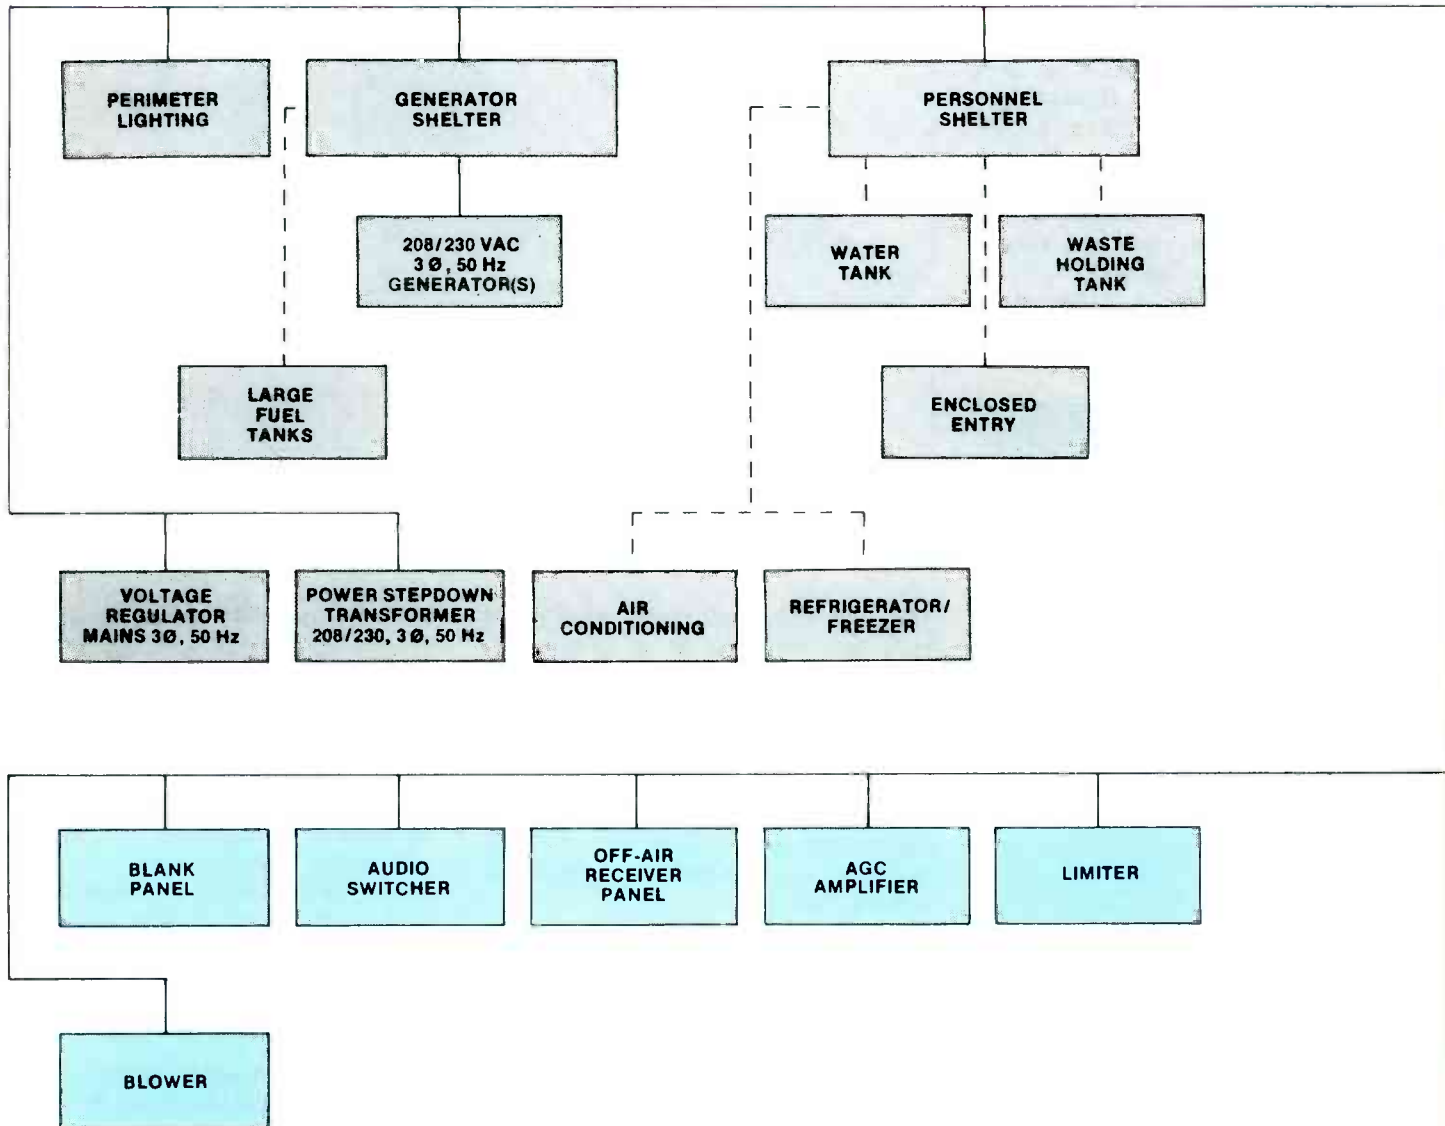 PERIMETER
LIGHTING
GENERATOR
SHELTER
PERSONNEL
SHELTER
208/230 VAC
3 Ø, 50 Hz
GENERATOR(S)
WATER
TANK
WASTE
HOLDING
TANK
LARGE
FUEL
TANKS
ENCLOSED
ENTRY
VOLTAGE
REGULATOR
MAINS 3Ø, 50 Hz
POWER STEPDOWN
TRANSFORMER
208/230, 3 Ø, 50 Hz
AIR
CONDITIONING
REFRIGERATOR/
FREEZER
BLANK
PANEL
AUDIO
SWITCHER
OFF-AIR
RECEIVER
PANEL
AGC
AMPLIFIER
LIMITER
BLOWER